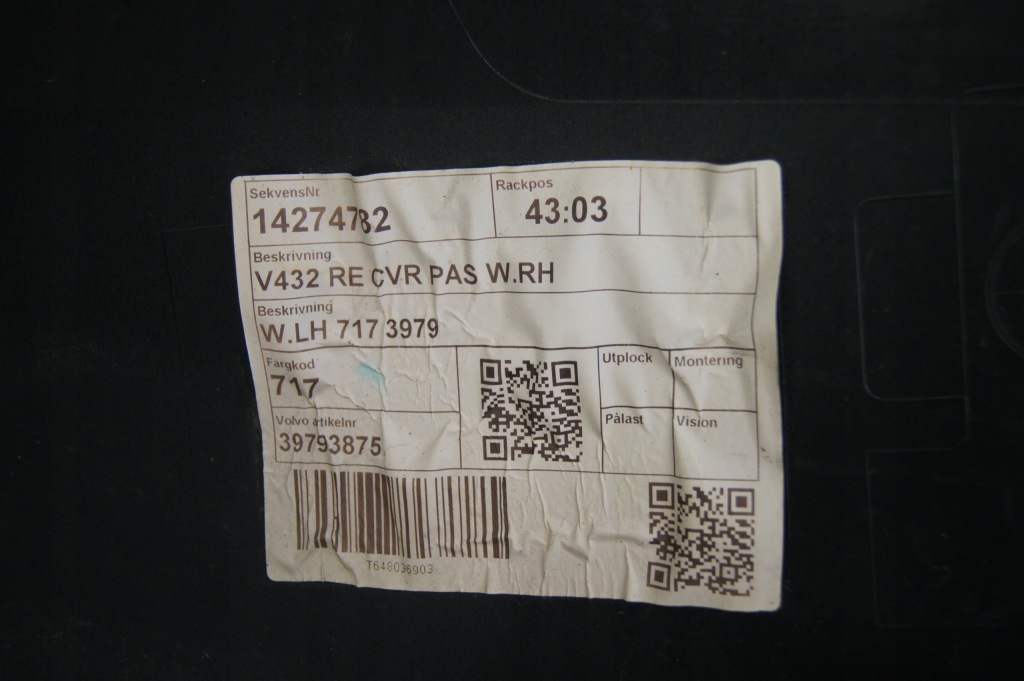 SekvensNr
14274782
Rackpos
43:03
Beskrivning
V432 RE CVR PAS W.RH
Beskrivning
W.LH 717 3979
Färgkod
717
Utplock
Montering
Volvo artikelnr
39793875
Pålast
Vision
T648036903